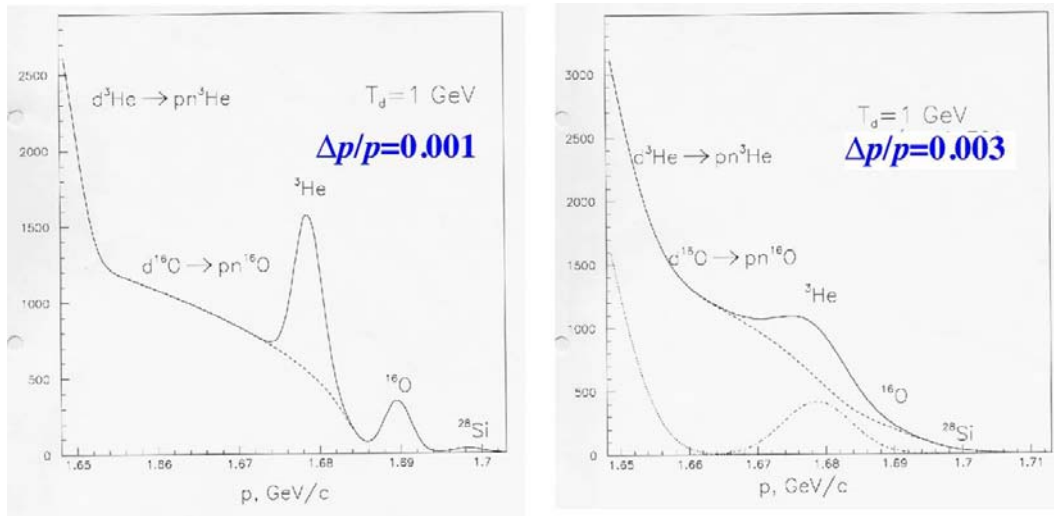 2500
2000
1500
1000
500
0
d³He → pn³He
T_d = 1 GeV
Δp/p=0.001
³He
d¹⁶O → pn¹⁶O
¹⁶O
²⁸Si
1.65 1.66 1.67 1.68 1.69 1.7
p, GeV/c
3000
2500
2000
1500
1000
500
0
T_d = 1 GeV
Δp/p=0.003
d³He → pn³He
d¹⁶O → pn¹⁶O
³He
¹⁶O
²⁸Si
1.65 1.66 1.67 1.68 1.69 1.70 1.71
p, GeV/c